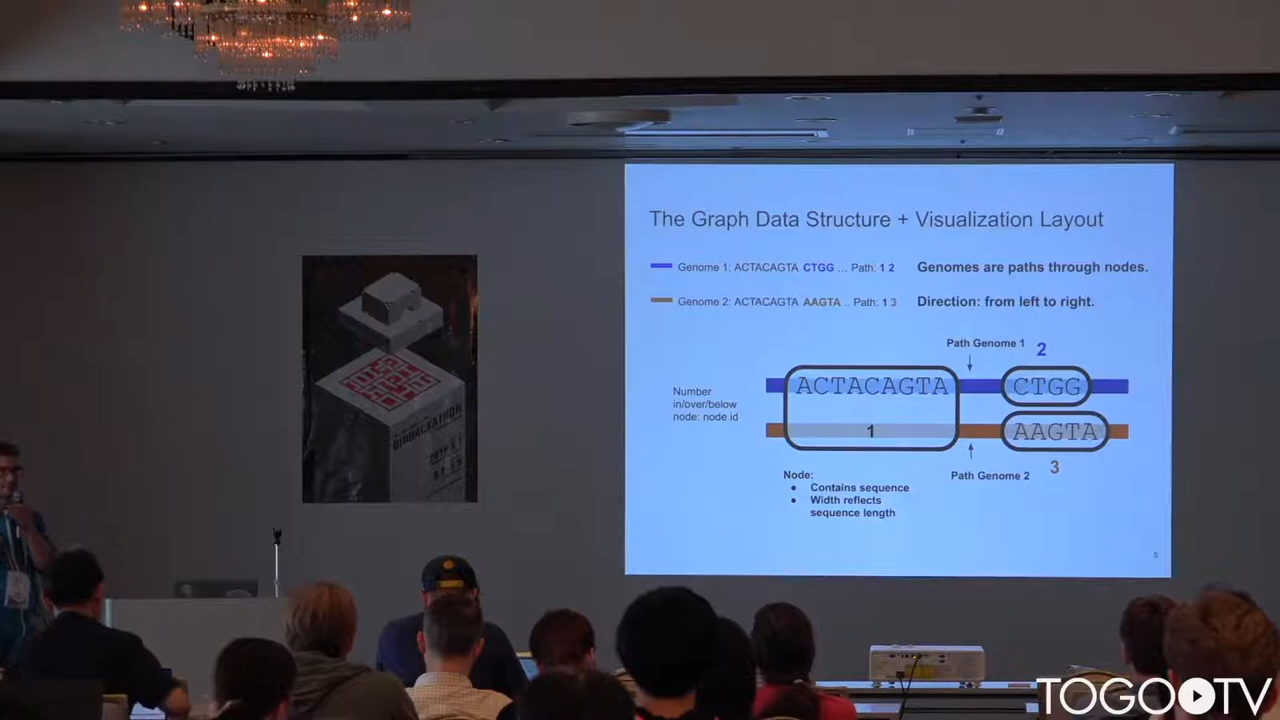 The Graph Data Structure + Visualization Layout
Genome 1: ACTACAGTA CTGG ... Path: 1 2
Genomes are paths through nodes.
Genome 2: ACTACAGTA AAGTA .. Path: 1 3
Direction: from left to right.
Path Genome 1
2
Number
in/over/below
node: node id
ACTACAGTA
CTGG
1
AAGTA
3
Path Genome 2
Node:
● Contains sequence
● Width reflects
sequence length
5
BIOHACKATHON
TOGOTV